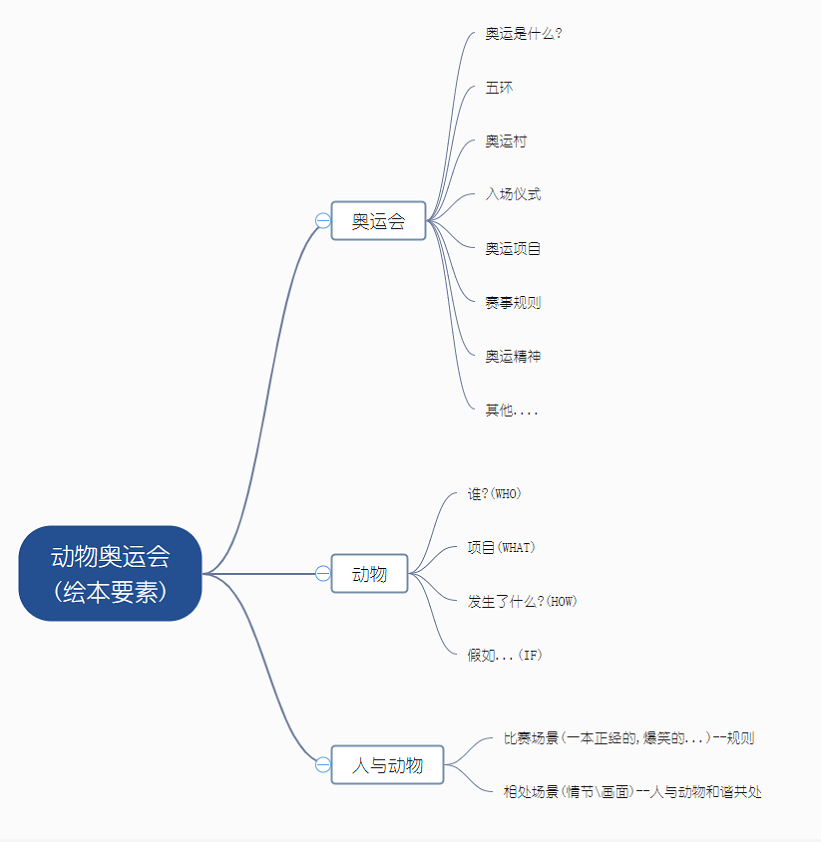 奥运是什么?
五环
奥运村
入场仪式
奥运会
奥运项目
赛事规则
奥运精神
其他....
谁?(WHO)
项目(WHAT)
动物奥运会
(绘本要素)
动物
发生了什么?(HOW)
假如...(IF)
比赛场景(一本正经的,爆笑的...)--规则
人与动物
相处场景(情节\画面)--人与动物和谐共处